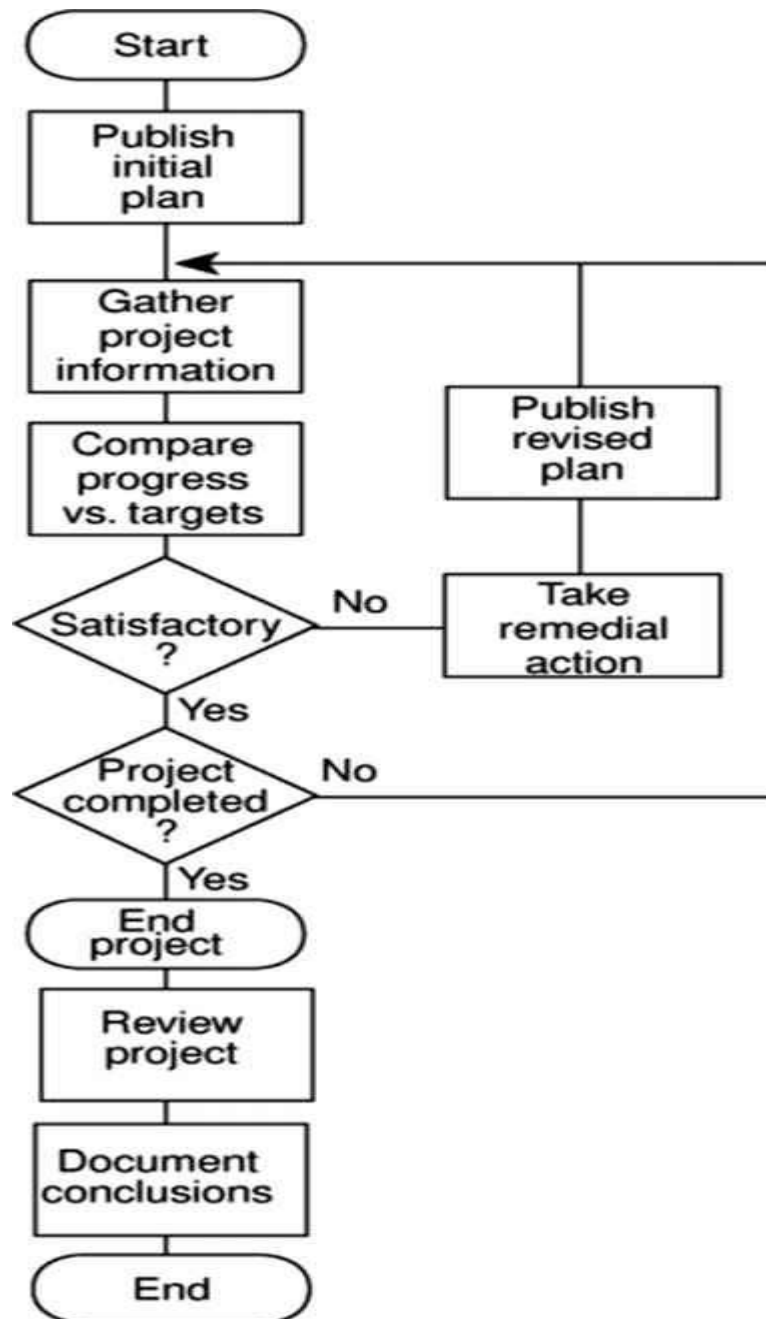 Start
Publish
initial
plan
Gather
project
information
Compare
progress
vs. targets
Satisfactory
?
No
Take
remedial
action
Publish
revised
plan
Yes
Project
completed
?
No
Yes
End
project
Review
project
Document
conclusions
End